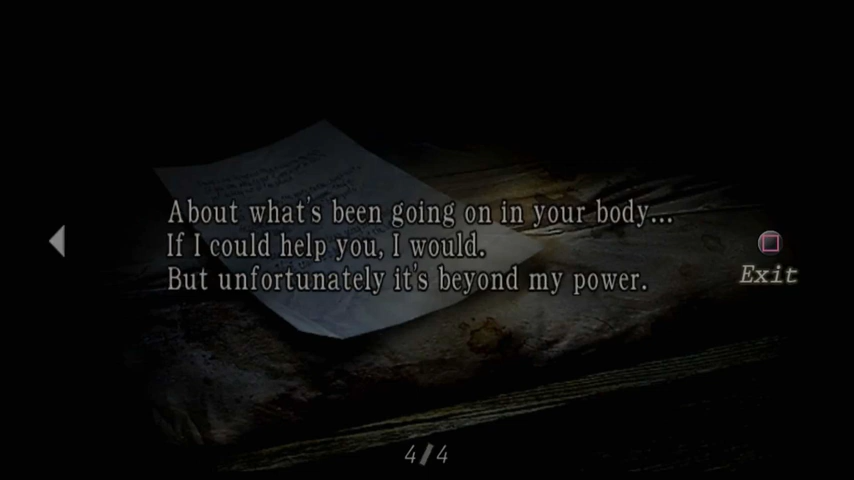 About what's been going on in your body...
If I could help you, I would.
But unfortunately it's beyond my power.
Exit
4/4